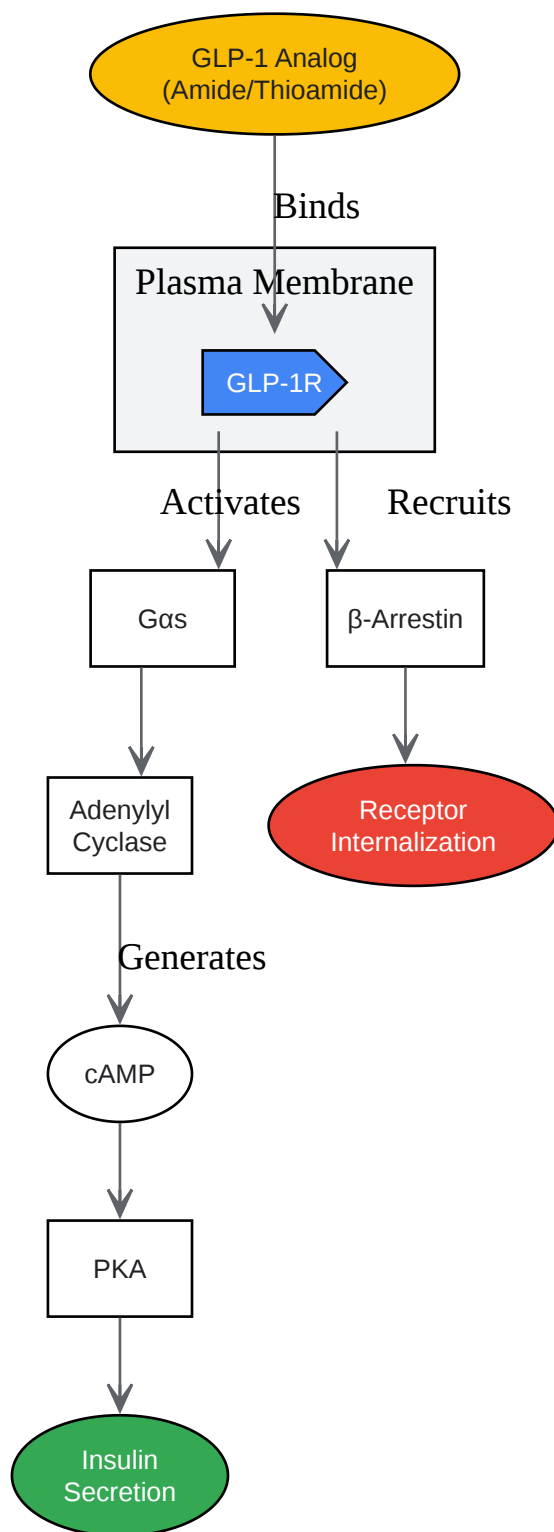 GLP-1 Analog
(Amide/Thioamide)
Binds
Plasma Membrane
GLP-1R
Activates
Recruits
Gαs
β-Arrestin
Adenylyl
Cyclase
Receptor
Internalization
Generates
cAMP
PKA
Insulin
Secretion